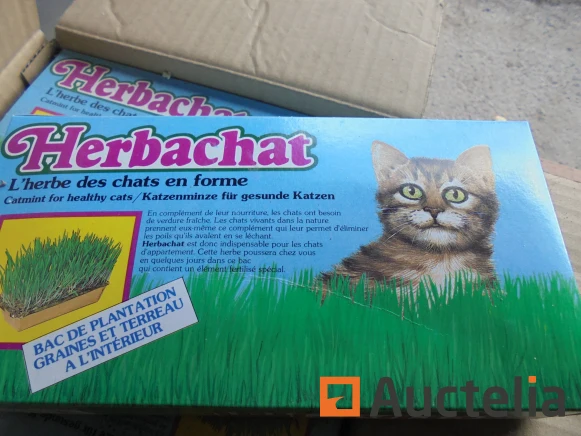 Herbachat
L'herbe des chats
Catmint for
Herbachat
L'herbe des chats en forme
Catmint for healthy cats/Katzenminze für gesunde Katzen
En complément de leur nourriture, les chats ont besoin
de verdure fraîche. Les chats vivants dans la nature
prennent eux-même ce complément qui leur permet d'éliminer
les poils qu'ils avalent en se léchant.
Herbachat est donc indispensable pour les chats
d'appartement. Cette herbe poussera chez vous
en quelques jours dans ce bac
qui contient un élément fertilisé spécial.
BAC DE PLANTATION
GRAINES ET TERREAU
A L'INTÉRIEUR
Auctelia